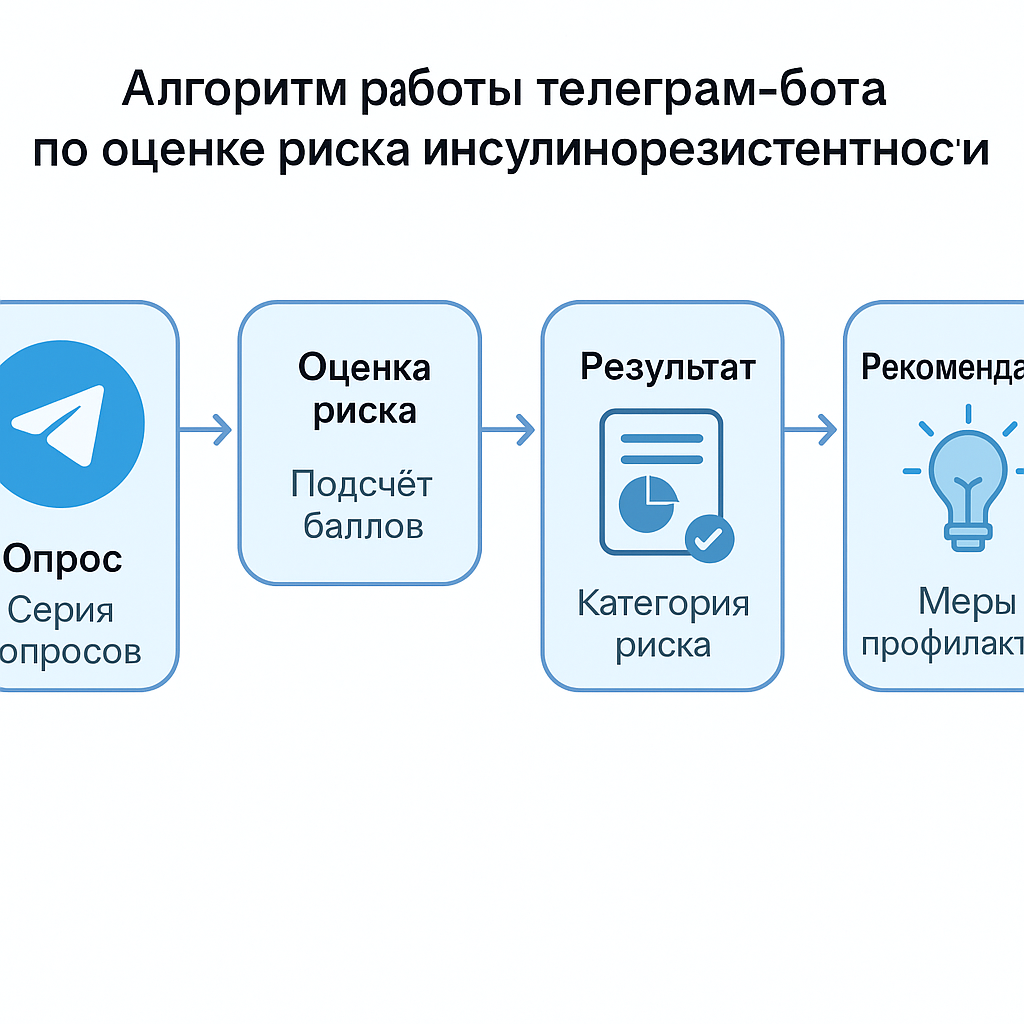 Алгоритм работы телеграм-бота
по оценке риска инсулинорезистентнос'и
Опрос
Серия
опросов
Оценка
риска
Подсчёт
баллов
Результат
Категория
риска
Рекоменда
Меры
профилакт